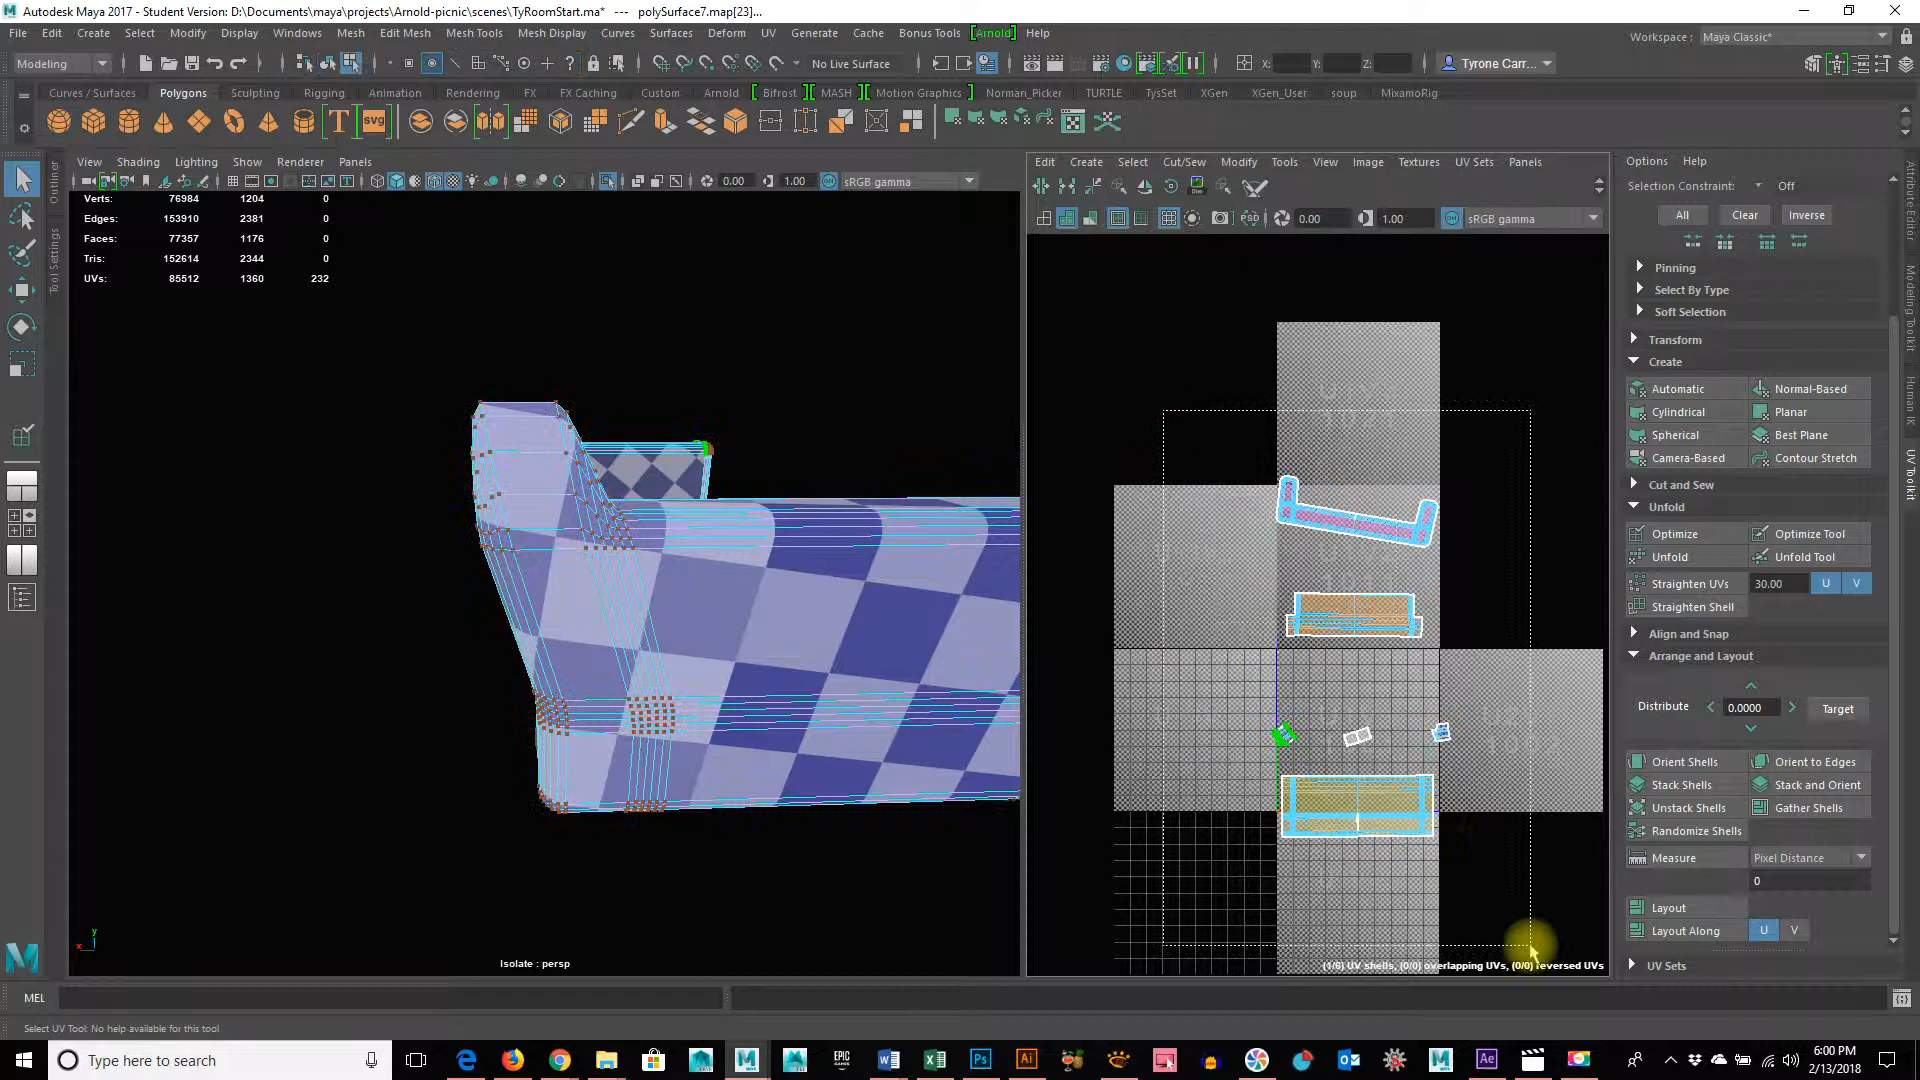 Autodesk Maya 2017 - Student Version: D:\Documents\maya\projects\Arnold-picnic\scenes\TyRoomStart.ma* --- polySurface7.map[23]...
File Edit Create Select Modify Display Windows Mesh Edit Mesh Mesh Tools Mesh Display Curves Surfaces Deform UV Generate Cache Bonus Tools [Arnold] Help
Workspace : Maya Classic*
Modeling
No Live Surface
X:
Y:
Z:
Tyrone Carr...
Curves / Surfaces Polygons Sculpting Rigging Animation Rendering FX FX Caching Custom Arnold Bifrost MASH Motion Graphics Norman_Picker TURTLE TysSet XGen XGen_User soup MixamoRig
T svg
View Shading Lighting Show Renderer Panels
0.00 1.00 sRGB gamma
Verts: 76984 1204 0
Edges: 153910 2381 0
Faces: 77357 1176 0
Tris: 152614 2344 0
UVs: 85512 1360 232
Isolate : persp
Outliner
Tool Settings
Edit Create Select Cut/Sew Modify Tools View Image Textures UV Sets Panels
0.00 1.00 sRGB gamma
(1/6) UV shells, (0/0) overlapping UVs, (0/0) reversed UVs
Options Help
Selection Constraint: Off
All Clear Inverse
Pinning
Select By Type
Soft Selection
Transform
Create
Automatic Normal-Based
Cylindrical Planar
Spherical Best Plane
Camera-Based Contour Stretch
Cut and Sew
Unfold
Optimize Optimize Tool
Unfold Unfold Tool
Straighten UVs 30.00 U V
Straighten Shell
Align and Snap
Arrange and Layout
Distribute 0.0000 Target
Orient Shells Orient to Edges
Stack Shells Stack and Orient
Unstack Shells Gather Shells
Randomize Shells
Measure Pixel Distance
0
Layout
Layout Along U V
UV Sets
Attribute Editor
Modeling Toolkit
Human IK
UV Toolkit
MEL
Select UV Tool: No help available for this tool
Type here to search
6:00 PM
2/13/2018